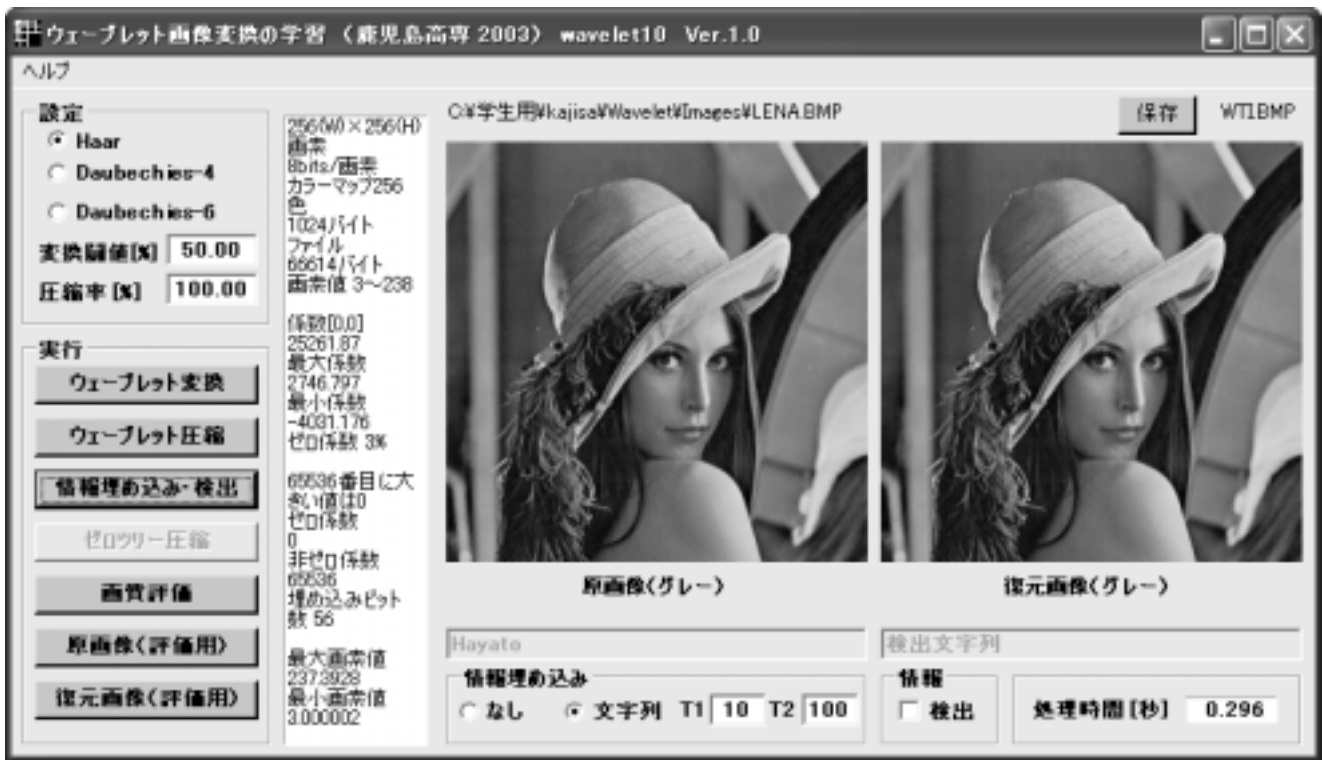 ウェーブレット画像変換の学習 (鹿児島高専 2003) wavelet10 Ver.1.0
ヘルプ
設定
Haar
Daubechies-4
Daubechies-6
変換閾値[%] 50.00
圧縮率[%] 100.00
実行
ウェーブレット変換
ウェーブレット圧縮
情報埋め込み・検出
ゼロツリー圧縮
画質評価
原画像(評価用)
復元画像(評価用)
256(W)×256(H)
画素
8bits/画素
カラーマップ256
色
1024バイト
ファイル
66614バイト
画素値 3～238
係数[0,0]
25261.87
最大係数
2746.797
最小係数
-4031.176
ゼロ係数 3%
65536番目に大
きい値は0
ゼロ係数
0
非ゼロ係数
65536
埋め込みビット
数 56
最大画素値
237.3928
最小画素値
3.000002
C:¥学生用¥kajisa¥Wavelet¥Images¥LENA.BMP
保存 WTI.BMP
原画像(グレー)
復元画像(グレー)
Hayato
検出文字列
情報埋め込み
なし 文字列 T1 10 T2 100
情報
検出
処理時間[秒] 0.296